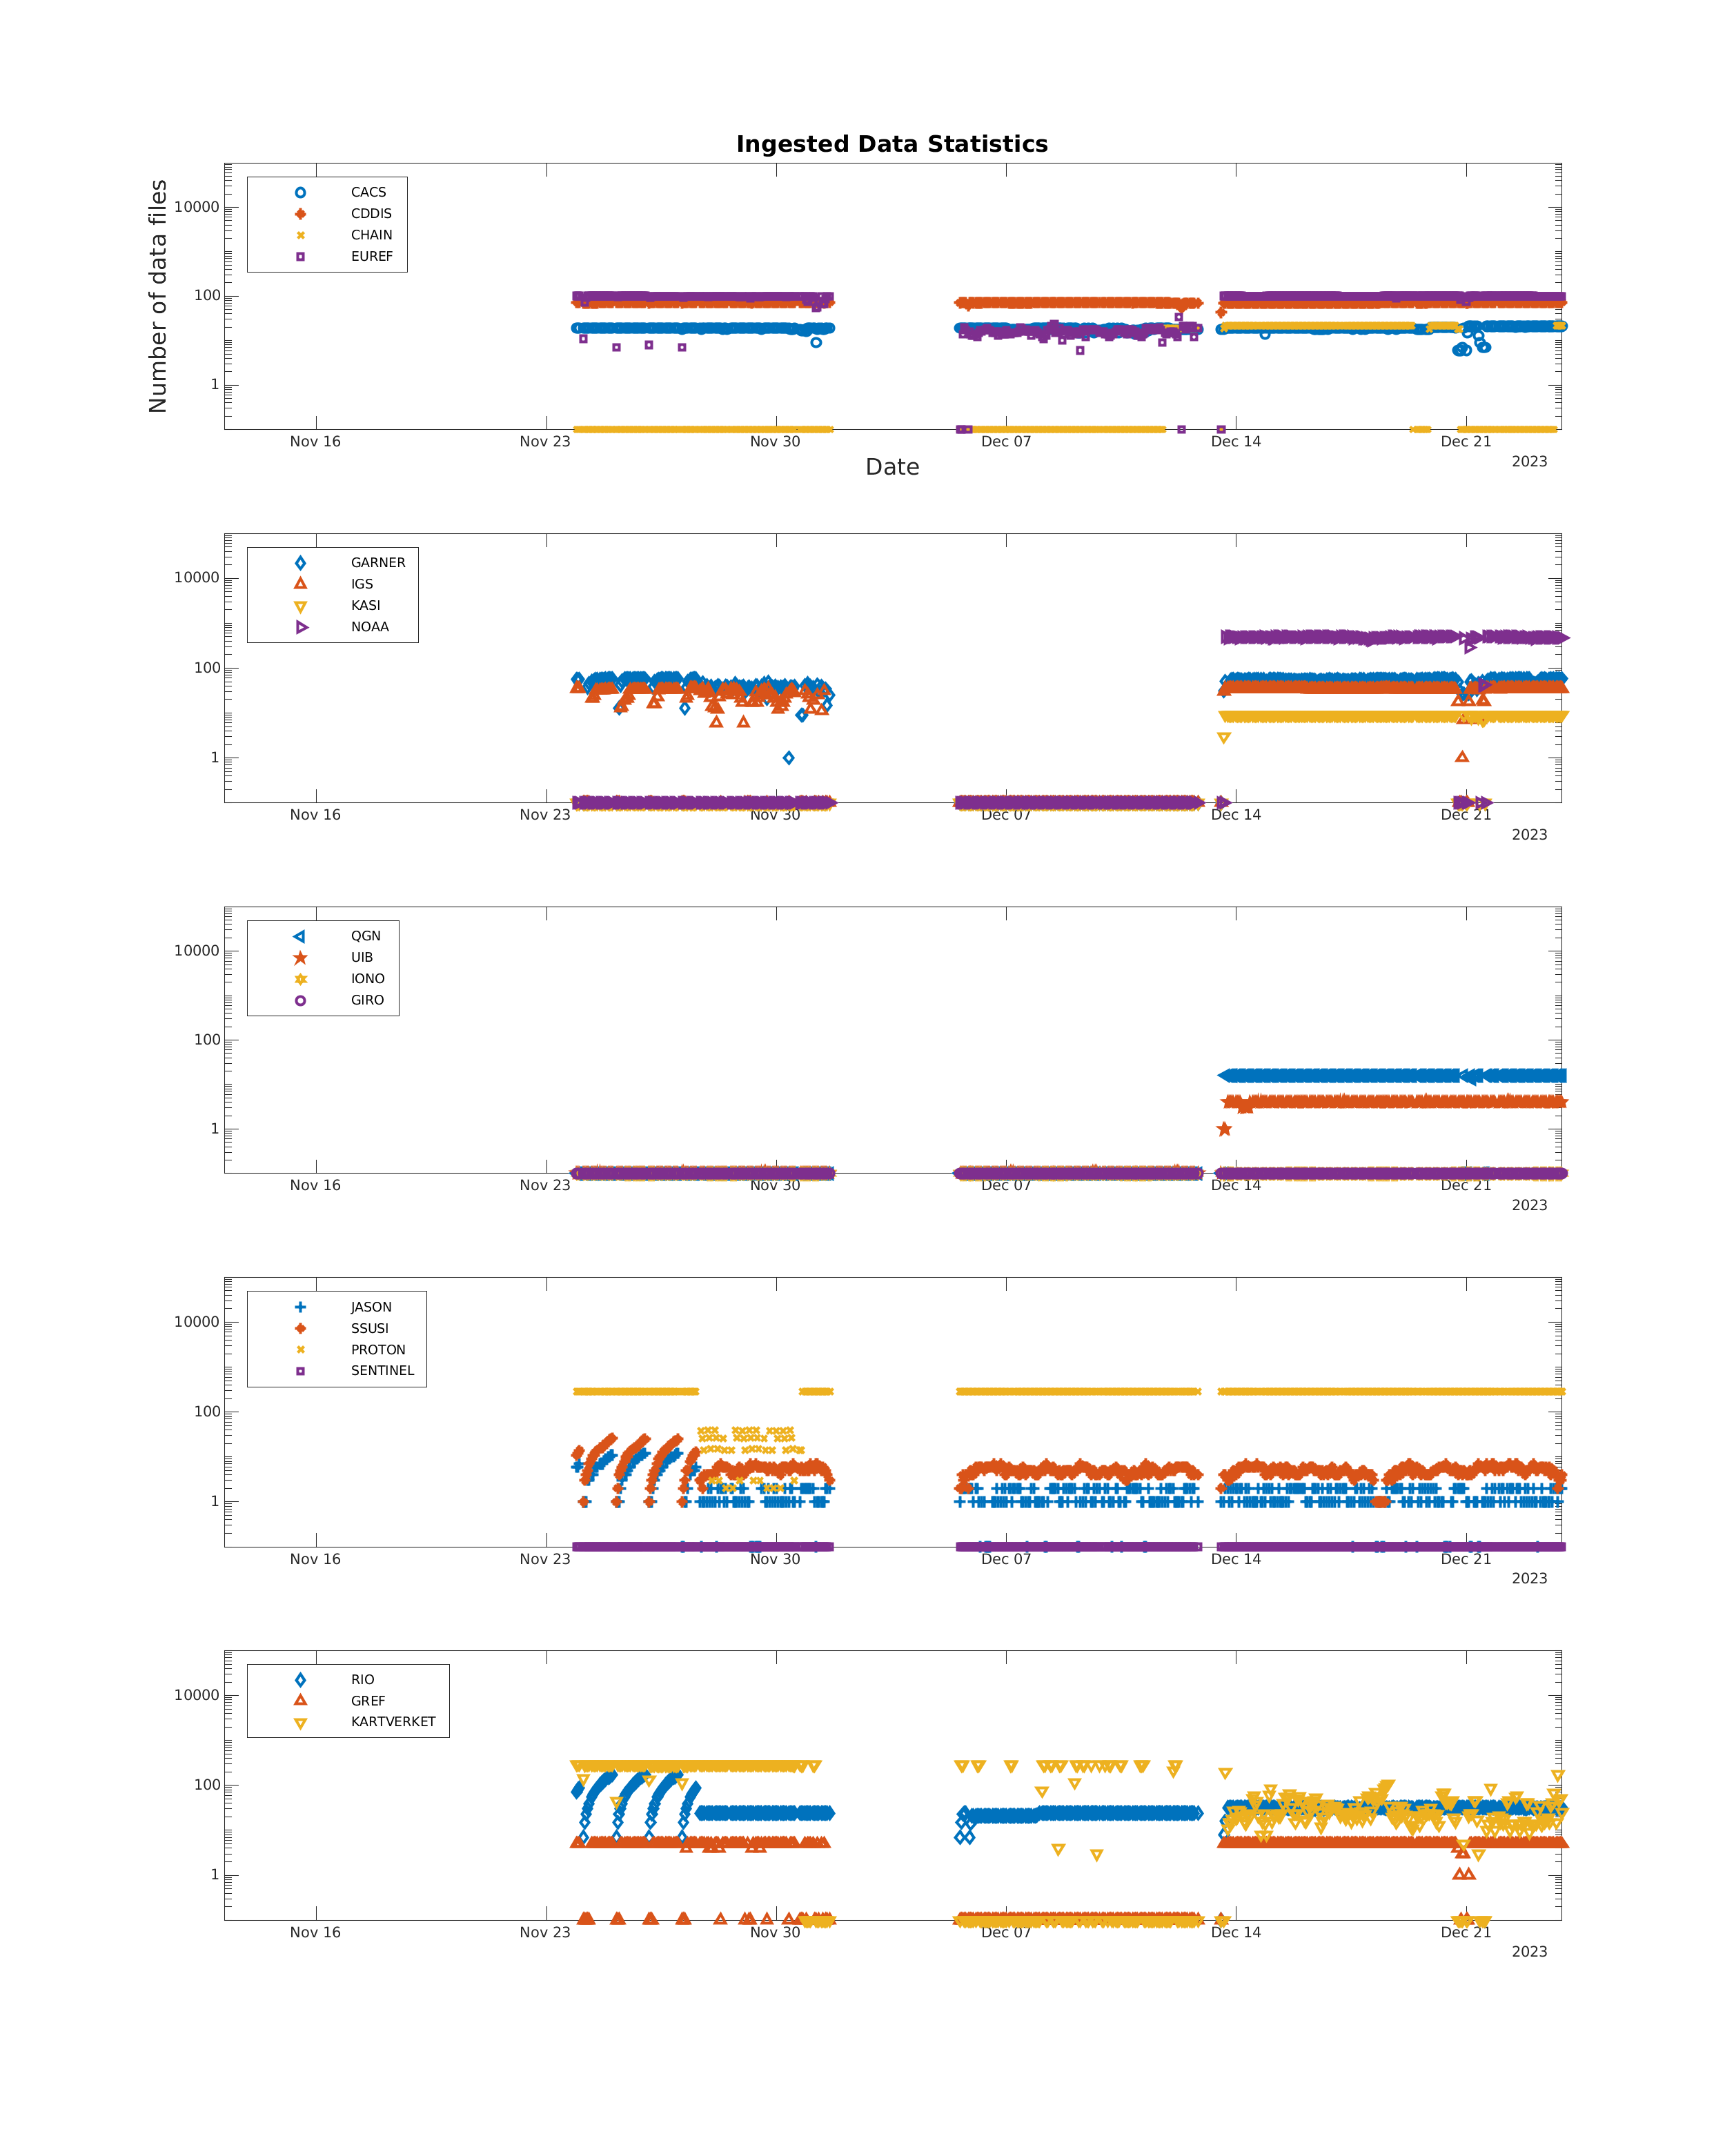 Ingested Data Statistics
Number of data files
10000
100
1
CACS
CDDIS
CHAIN
EUREF
Nov 16 Nov 23 Nov 30 Dec 07 Dec 14 Dec 21
2023
Date
10000
100
1
GARNER
IGS
KASI
NOAA
Nov 16 Nov 23 Nov 30 Dec 07 Dec 14 Dec 21
2023
10000
100
1
QGN
UIB
IONO
GIRO
Nov 16 Nov 23 Nov 30 Dec 07 Dec 14 Dec 21
2023
10000
100
1
JASON
SSUSI
PROTON
SENTINEL
Nov 16 Nov 23 Nov 30 Dec 07 Dec 14 Dec 21
2023
10000
100
1
RIO
GREF
KARTVERKET
Nov 16 Nov 23 Nov 30 Dec 07 Dec 14 Dec 21
2023